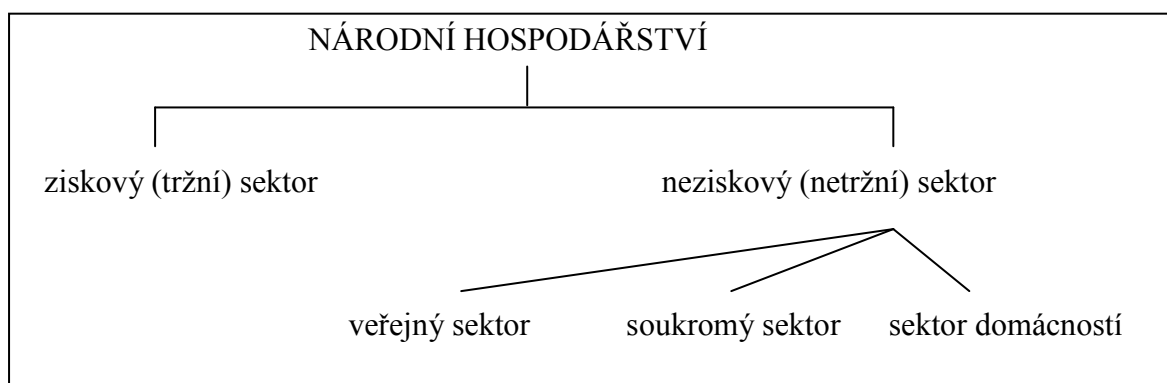 NÁRODNÍ HOSPODÁŘSTVÍ
ziskový (tržní) sektor neziskový (netržní) sektor
veřejný sektor soukromý sektor sektor domácností